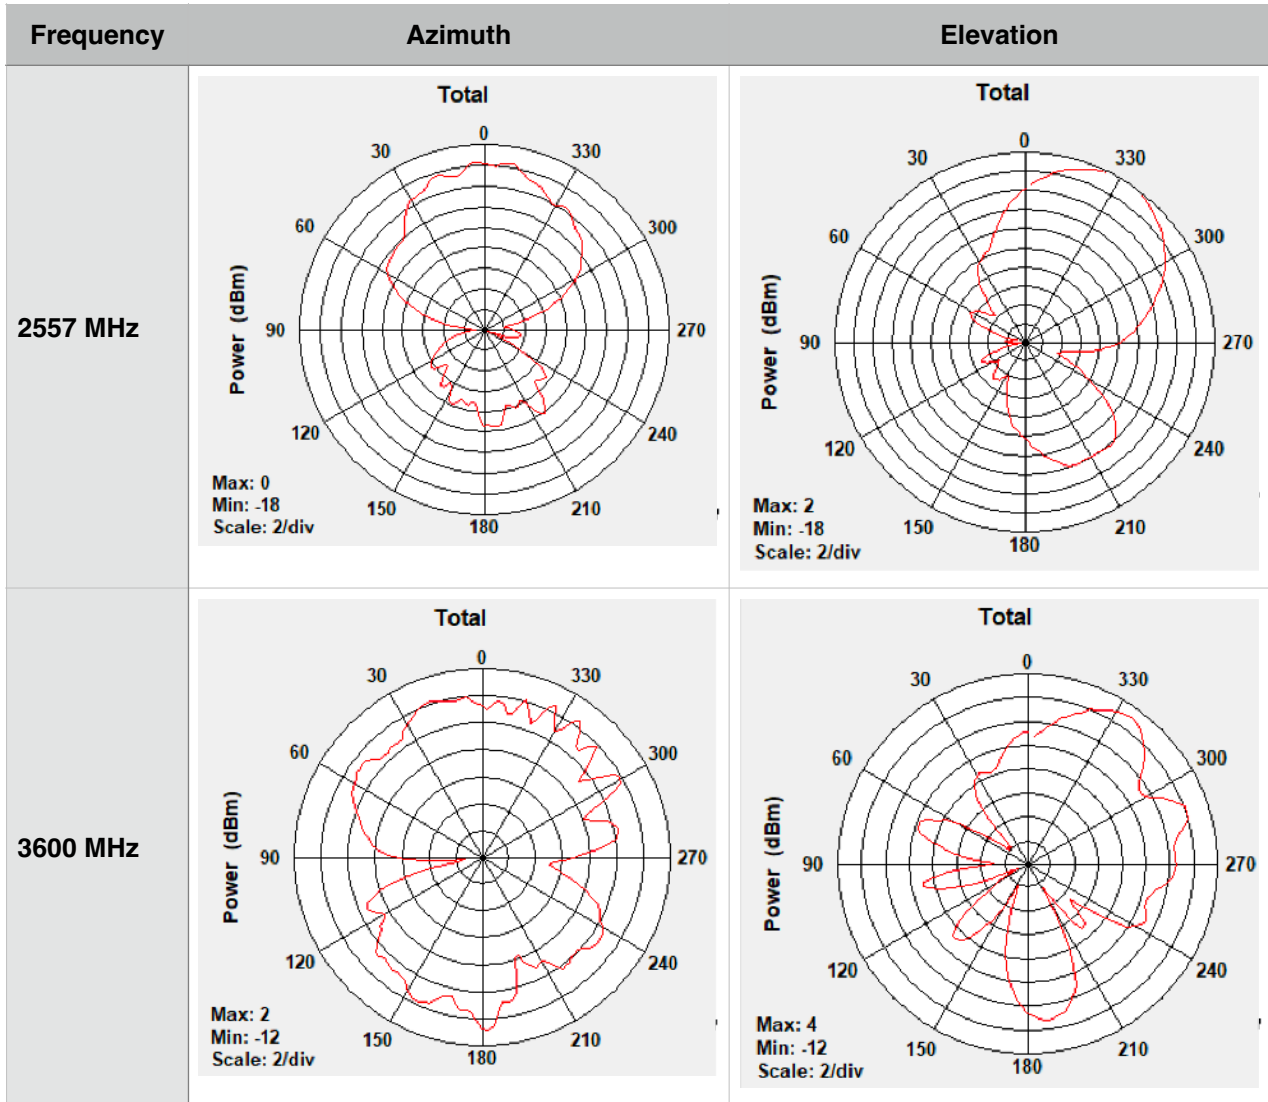 Frequency Azimuth Elevation
2557 MHz
Total
0
30 330
60 300
90 270
120 240
150 210
180
Power (dBm)
Max: 0
Min: -18
Scale: 2/div
Total
0
30 330
60 300
90 270
120 240
150 210
180
Power (dBm)
Max: 2
Min: -18
Scale: 2/div
3600 MHz
Total
0
30 330
60 300
90 270
120 240
150 210
180
Power (dBm)
Max: 2
Min: -12
Scale: 2/div
Total
0
30 330
60 300
90 270
120 240
150 210
180
Power (dBm)
Max: 4
Min: -12
Scale: 2/div